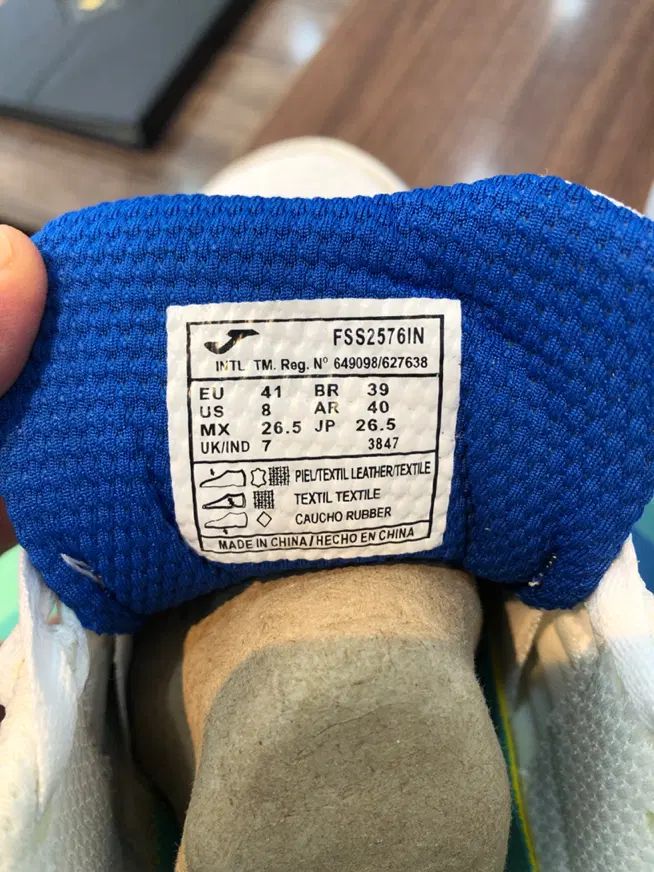 FSS2576IN
INTL. TM. Reg. Nº 649098/627638
EU 41 BR 39
US 8 AR 40
MX 26.5 JP 26.5
UK/IND 7 3847
PIEL/TEXTIL LEATHER/TEXTILE
TEXTIL TEXTILE
CAUCHO RUBBER
MADE IN CHINA/HECHO EN CHINA